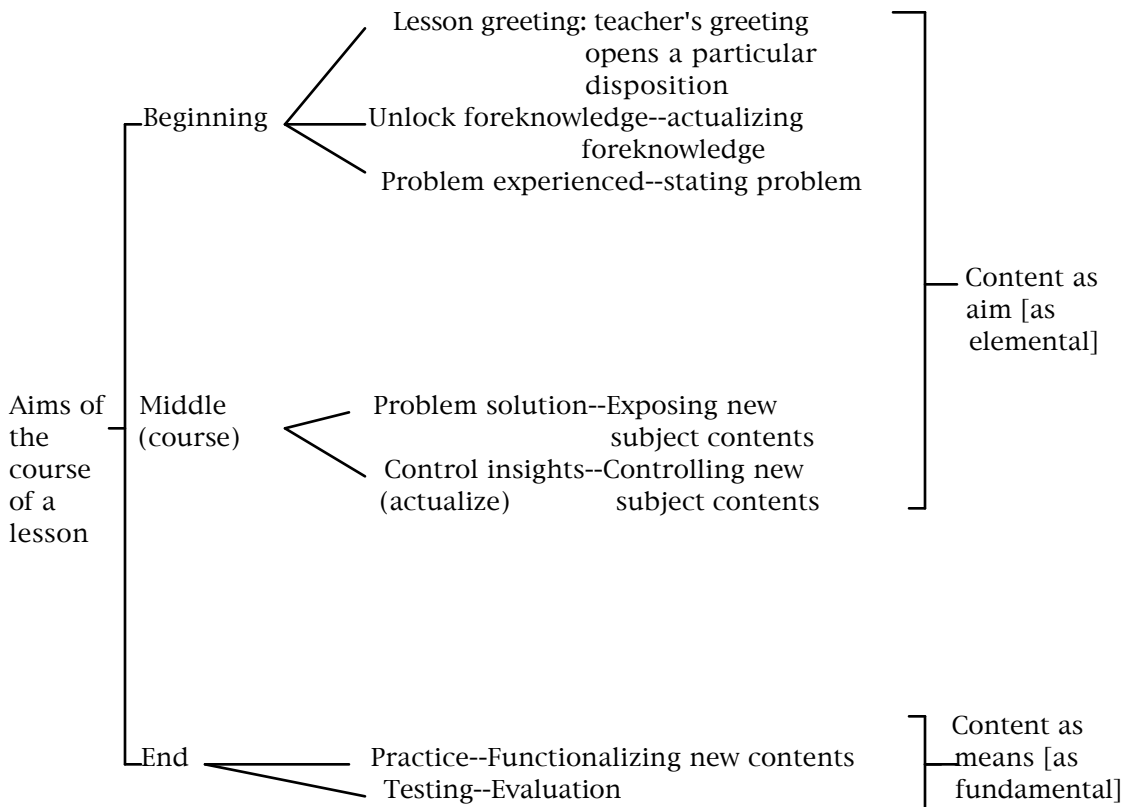 Lesson greeting: teacher's greeting
opens a particular
disposition
Beginning
Unlock foreknowledge--actualizing
foreknowledge
Problem experienced--stating problem
Content as
aim [as
elemental]
Aims of
the
course
of a
lesson
Middle
(course)
Problem solution--Exposing new
subject contents
Control insights--Controlling new
(actualize) subject contents
End
Practice--Functionalizing new contents
Testing--Evaluation
Content as
means [as
fundamental]